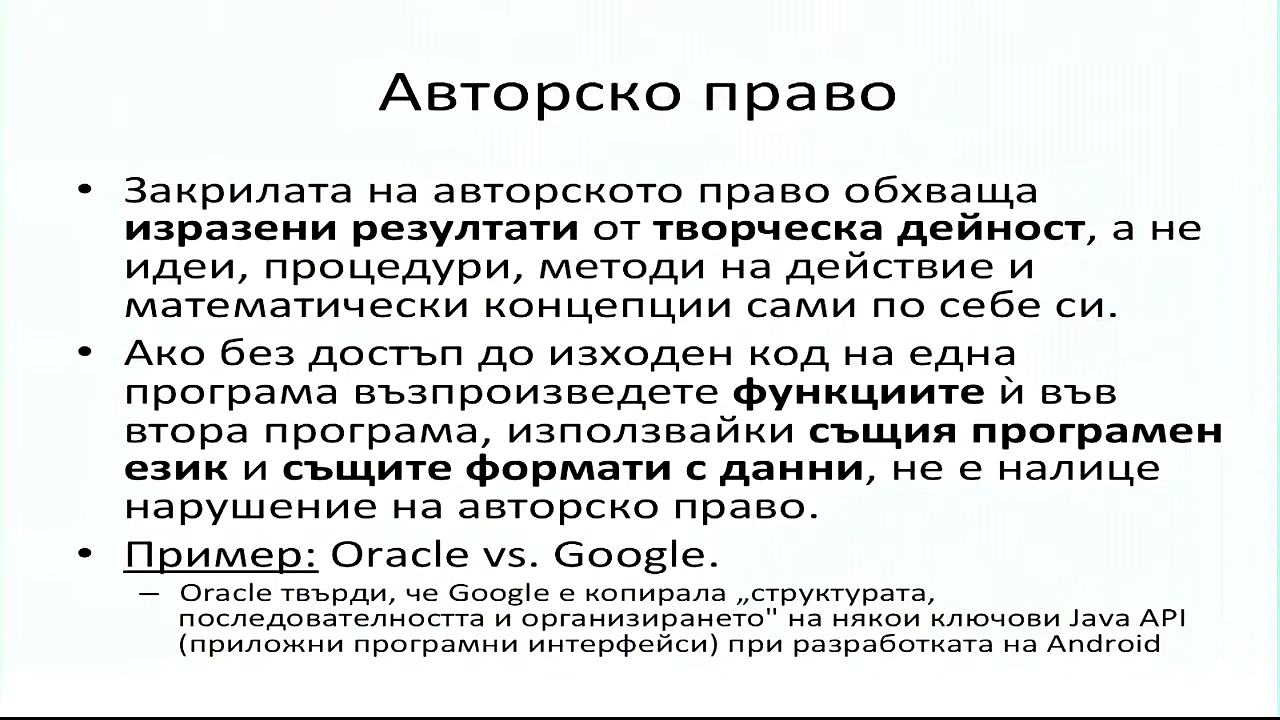 Авторско право
• Закрилата на авторското право обхваща
изразени резултати от творческа дейност, а не
идеи, процедури, методи на действие и
математически концепции сами по себе си.
• Ако без достъп до изходен код на една
програма възпроизведете функциите ѝ във
втора програма, използвайки същия програмен
език и същите формати с данни, не е налице
нарушение на авторско право.
• Пример: Oracle vs. Google.
– Oracle твърди, че Google е копирала „структурата,
последователността и организирането" на някои ключови Java API
(приложни програмни интерфейси) при разработката на Android